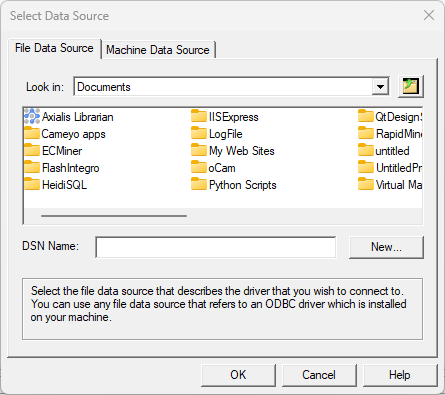 Select Data Source
File Data Source
Machine Data Source
Look in:
Documents
Axialis Librarian
Cameyo apps
ECMiner
FlashIntegro
HeidiSQL
IISExpress
LogFile
My Web Sites
oCam
Python Scripts
QtDesignS
RapidMine
untitled
UntitledPr
Virtual Ma
DSN Name:
New...
Select the file data source that describes the driver that you wish to connect to.
You can use any file data source that refers to an ODBC driver which is installed
on your machine.
OK
Cancel
Help